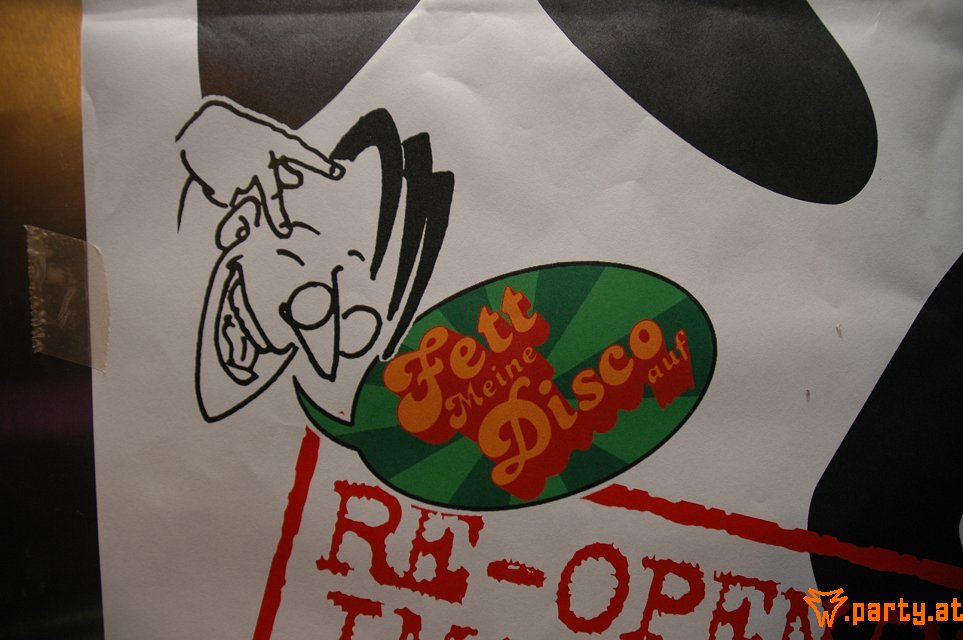 Fett
Meine
Disco
auf
RE-OPEN
.party.at